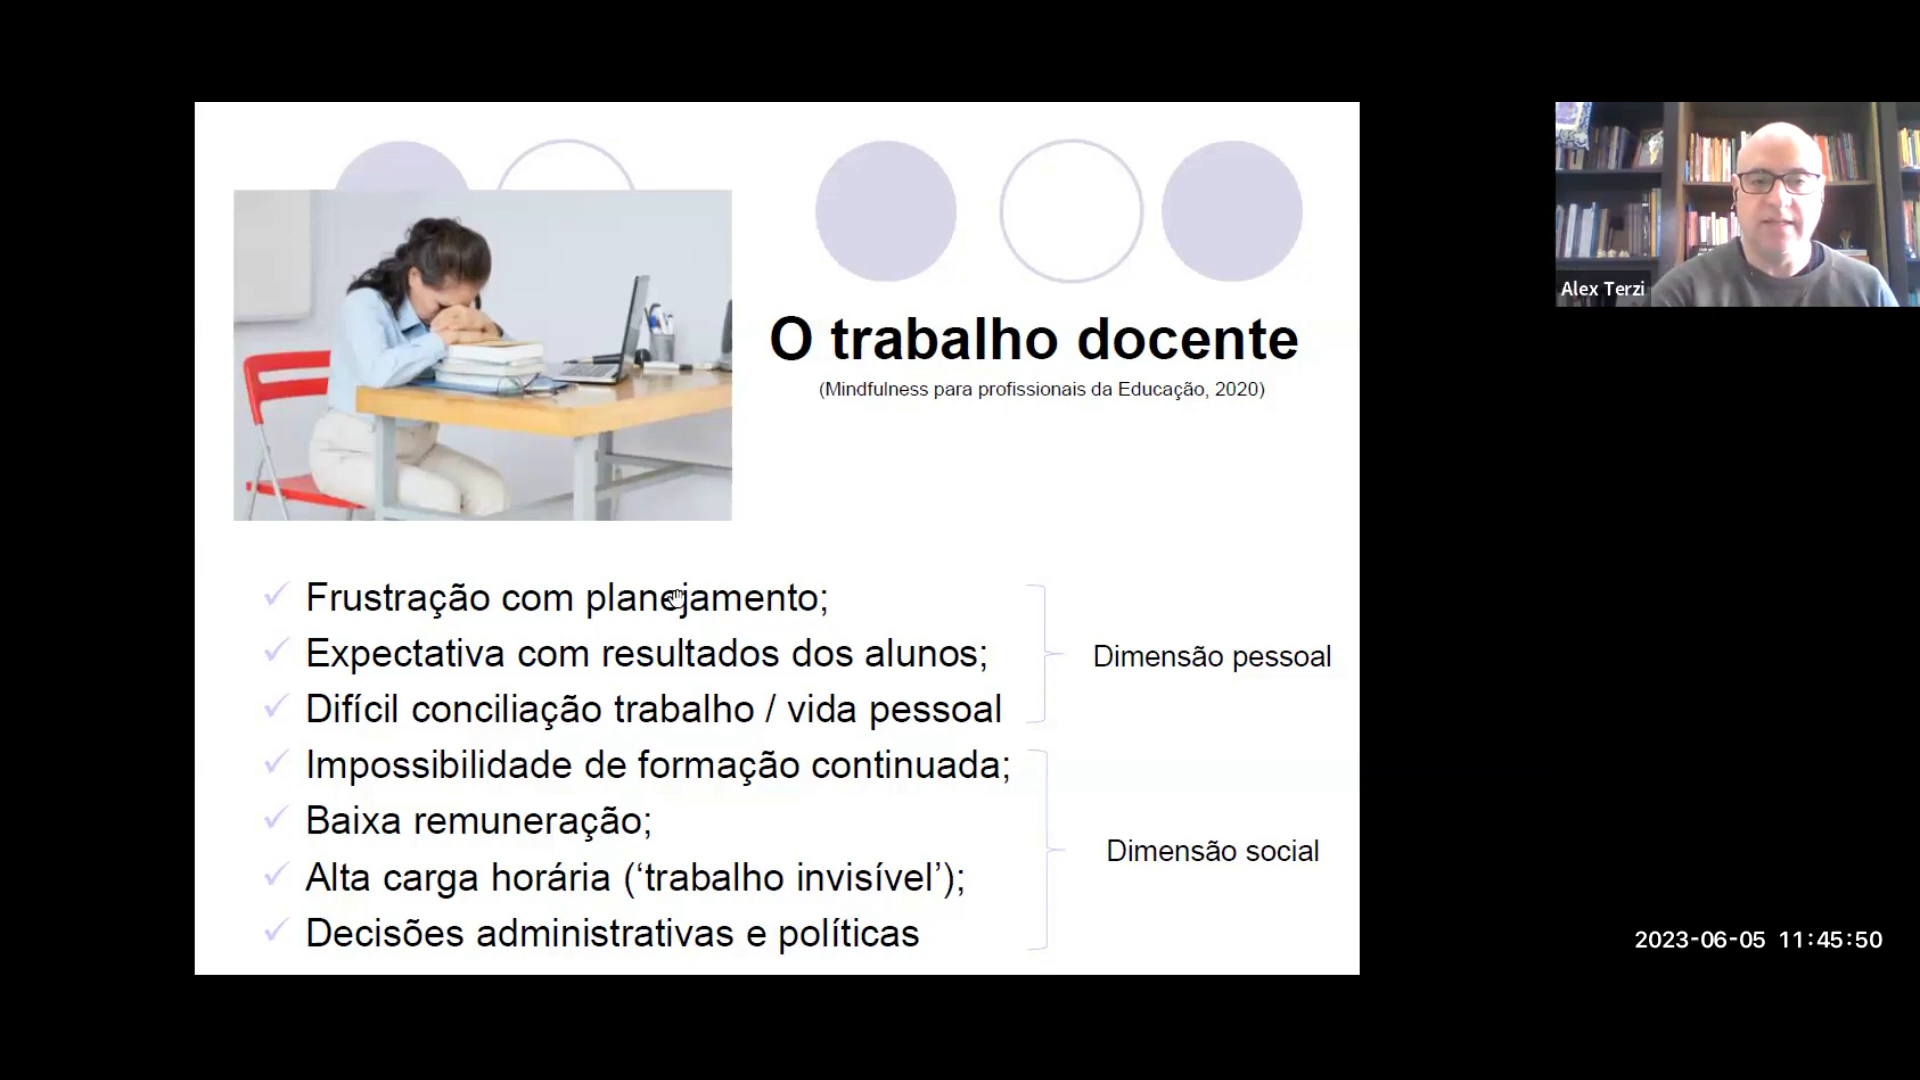 O trabalho docente
(Mindfulness para profissionais da Educação, 2020)
Frustração com planejamento;
Expectativa com resultados dos alunos;
Difícil conciliação trabalho / vida pessoal
Dimensão pessoal
Impossibilidade de formação continuada;
Baixa remuneração;
Alta carga horária (‘trabalho invisível’);
Decisões administrativas e políticas
Dimensão social
Alex Terzi
2023-06-05 11:45:50